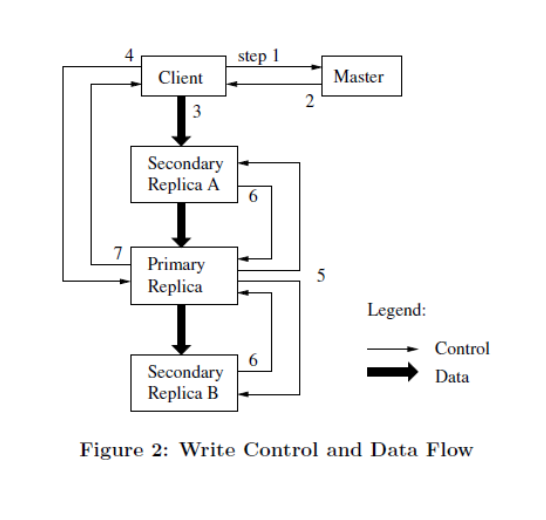 4
step 1
Client
Master
2
3
Secondary
Replica A
6
7
Primary
Replica
5
Legend:
Control
Data
6
Secondary
Replica B
Figure 2: Write Control and Data Flow